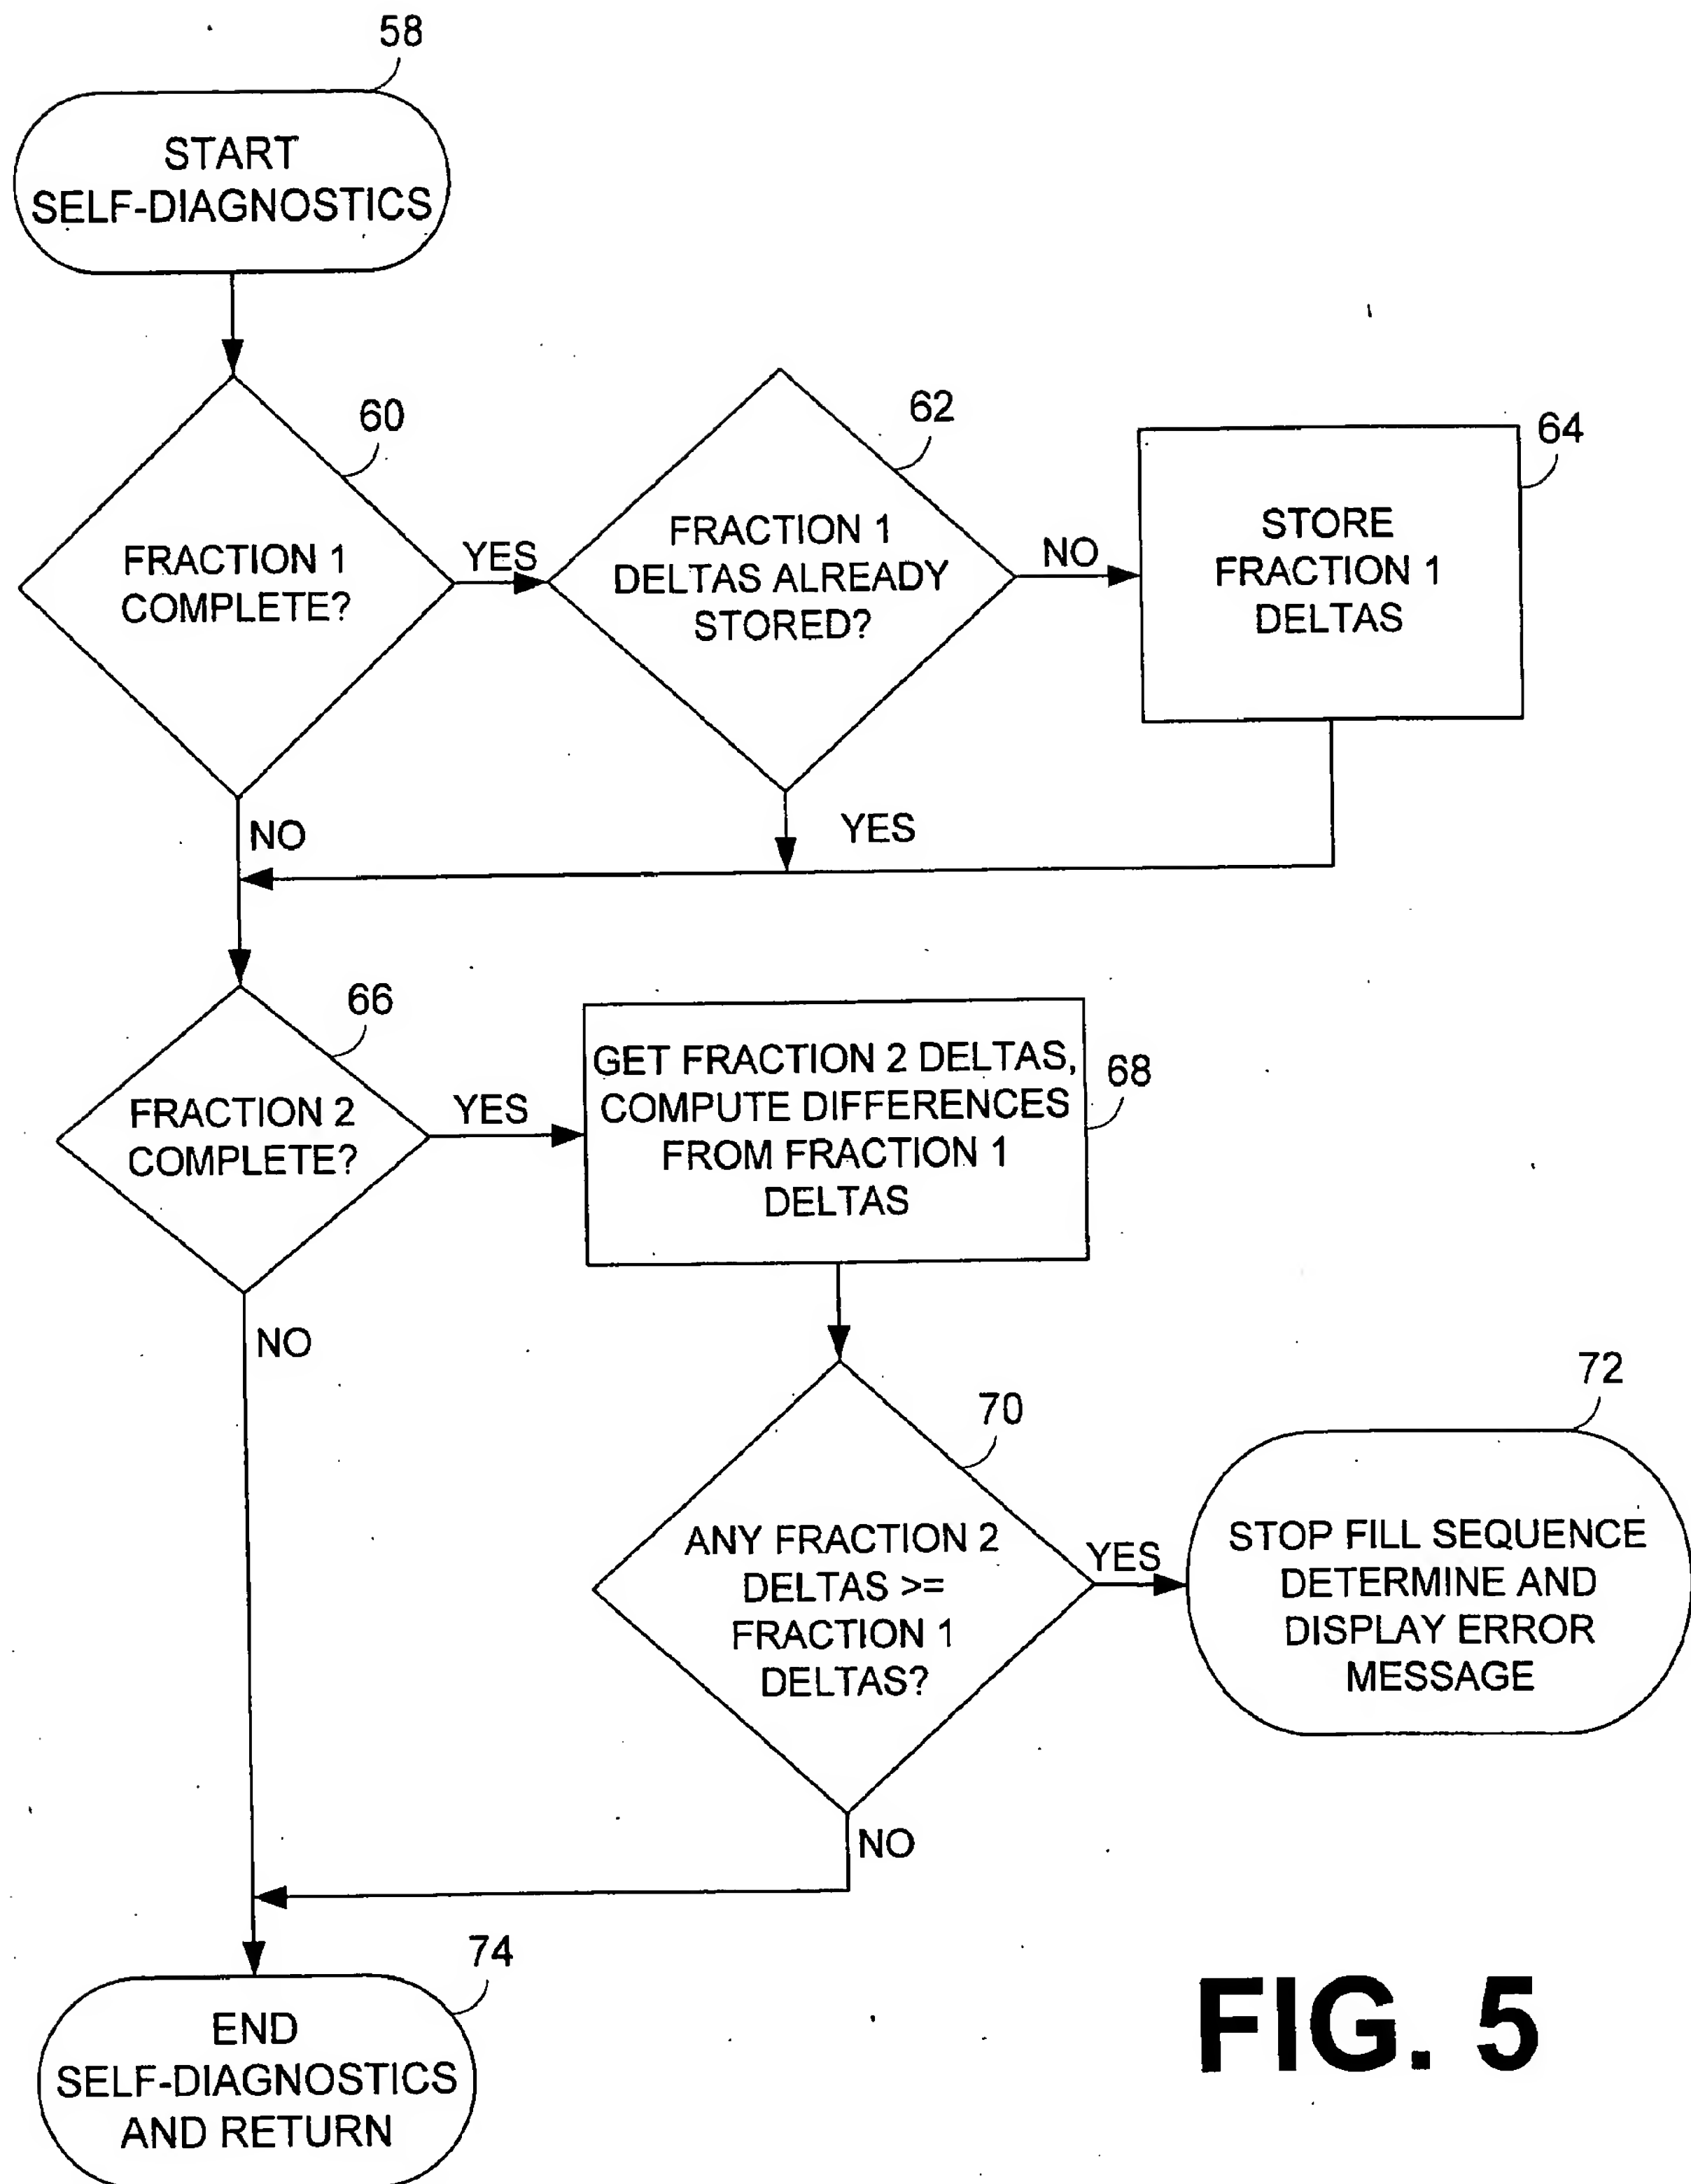 58
START
SELF-DIAGNOSTICS
60
FRACTION 1
COMPLETE?
YES
62
FRACTION 1
DELTAS ALREADY
STORED?
NO
64
STORE
FRACTION 1
DELTAS
NO
YES
66
FRACTION 2
COMPLETE?
YES
68
GET FRACTION 2 DELTAS,
COMPUTE DIFFERENCES
FROM FRACTION 1
DELTAS
NO
70
ANY FRACTION 2
DELTAS >=
FRACTION 1
DELTAS?
YES
72
STOP FILL SEQUENCE
DETERMINE AND
DISPLAY ERROR
MESSAGE
NO
74
END
SELF-DIAGNOSTICS
AND RETURN
FIG. 5